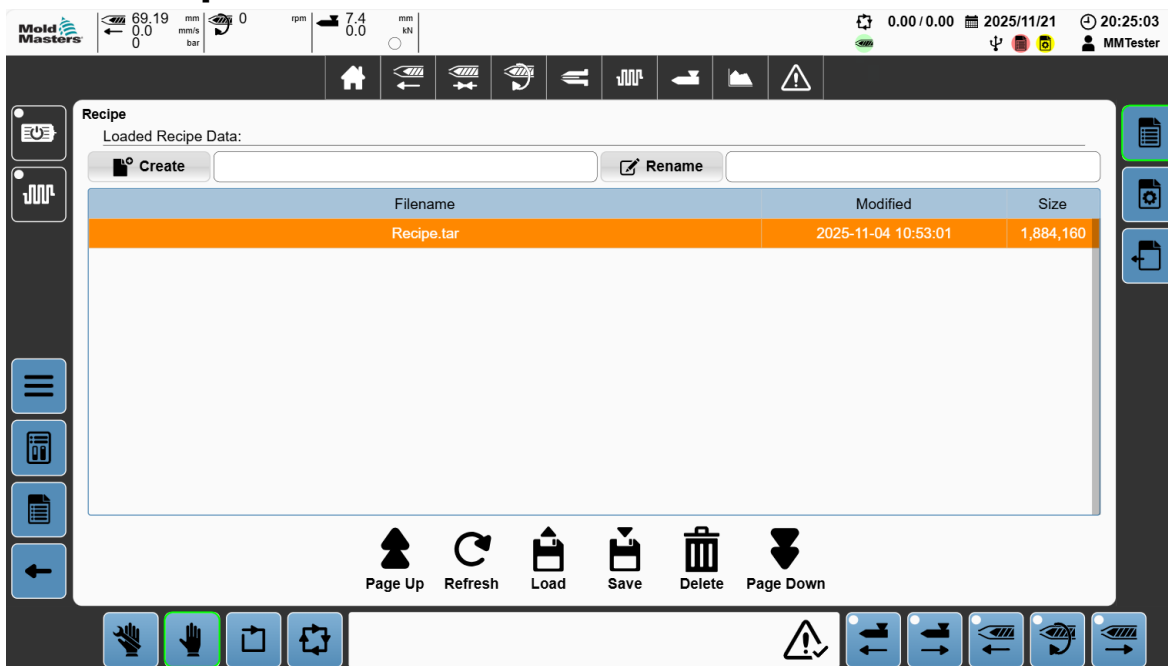 Mold
Masters
69.19 mm
0.0 mm/s
0 bar
0 rpm
7.4 mm
0.0 kN
0.00 / 0.00
2025/11/21
20:25:03
MMTester
Recipe
Loaded Recipe Data:
Create
Rename
Filename Modified Size
Recipe.tar 2025-11-04 10:53:01 1,884,160
Page Up Refresh Load Save Delete Page Down